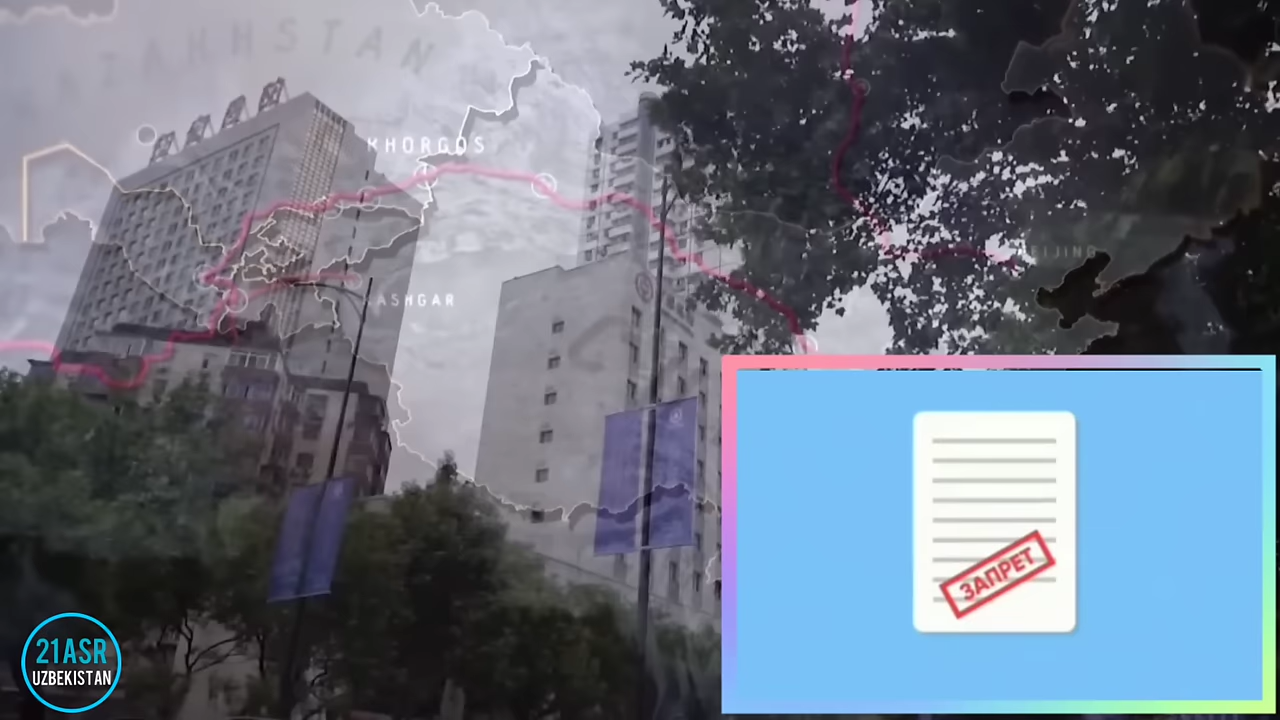 KHORGOS
KASHGAR
ЗАПРЕТ
21ASR
UZBEKISTAN